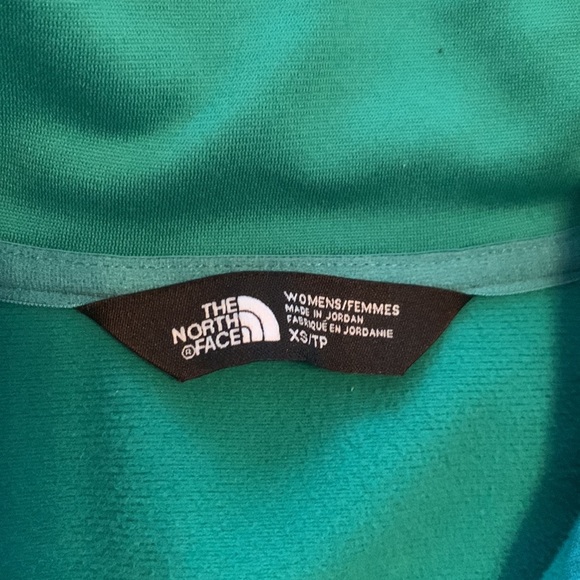 THE
NORTH
®FACE
WOMENS/FEMMES
MADE IN JORDAN
FABRIQUÉ EN JORDANIE
XS/TP